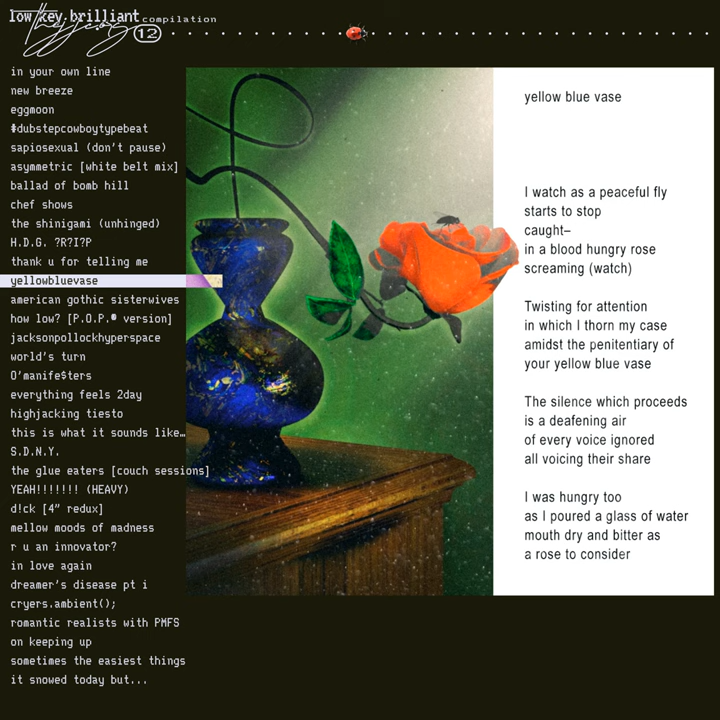 low key brilliant compilation
12
in your own line
new breeze
eggmoon
#dubstepcowboytypebeat
sapiosexual (don't pause)
asymmetric [white belt mix]
ballad of bomb hill
chef shows
the shinigami (unhinged)
H.D.G. ?R?I?P
thank u for telling me
yellowbluevase
american gothic sisterwives
how low? [P.O.P.® version]
jacksonpollockhyperspace
world's turn
O'manife$ters
everything feels 2day
highjacking tiesto
this is what it sounds like…
S.D.N.Y.
the glue eaters [couch sessions]
YEAH!!!!!!! (HEAVY)
d!ck [4” redux]
mellow moods of madness
r u an innovator?
in love again
dreamer's disease pt i
cryers.ambient();
romantic realists with PMFS
on keeping up
sometimes the easiest things
it snowed today but...
yellow blue vase
I watch as a peaceful fly
starts to stop
caught–
in a blood hungry rose
screaming (watch)
Twisting for attention
in which I thorn my case
amidst the penitentiary of
your yellow blue vase
The silence which proceeds
is a deafening air
of every voice ignored
all voicing their share
I was hungry too
as I poured a glass of water
mouth dry and bitter as
a rose to consider